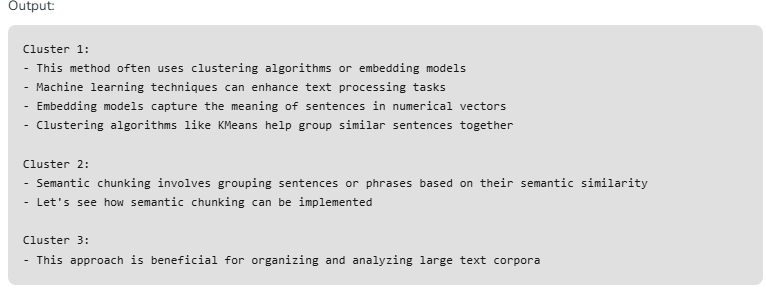 Output:
Cluster 1:
- This method often uses clustering algorithms or embedding models
- Machine learning techniques can enhance text processing tasks
- Embedding models capture the meaning of sentences in numerical vectors
- Clustering algorithms like KMeans help group similar sentences together
Cluster 2:
- Semantic chunking involves grouping sentences or phrases based on their semantic similarity
- Let's see how semantic chunking can be implemented
Cluster 3:
- This approach is beneficial for organizing and analyzing large text corpora